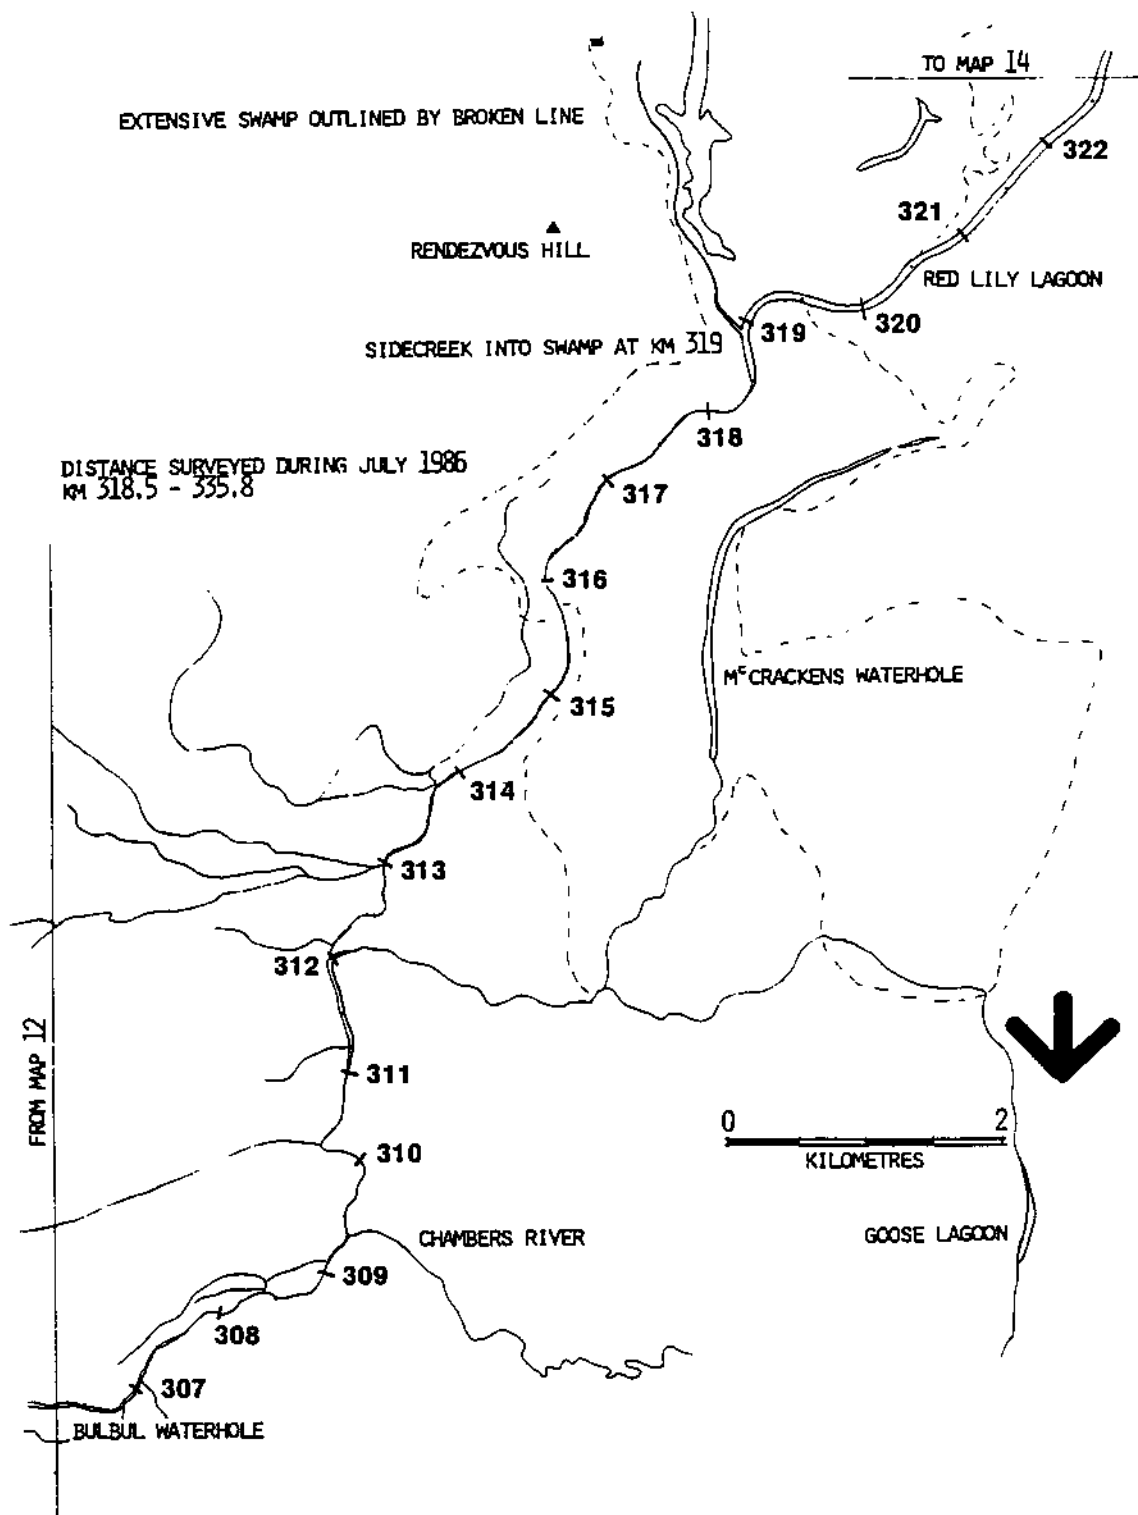 TO MAP 14
EXTENSIVE SWAMP OUTLINED BY BROKEN LINE
322
321
RENDEZVOUS HILL
RED LILY LAGOON
320
319
SIDECREEK INTO SWAMP AT KM 319
318
DISTANCE SURVEYED DURING JULY 1986
KM 318.5 - 335.8
317
316
McCRACKENS WATERHOLE
315
314
313
312
FROM MAP 12
311
0 2
KILOMETRES
310
CHAMBERS RIVER
GOOSE LAGOON
309
308
307
BULBUL WATERHOLE